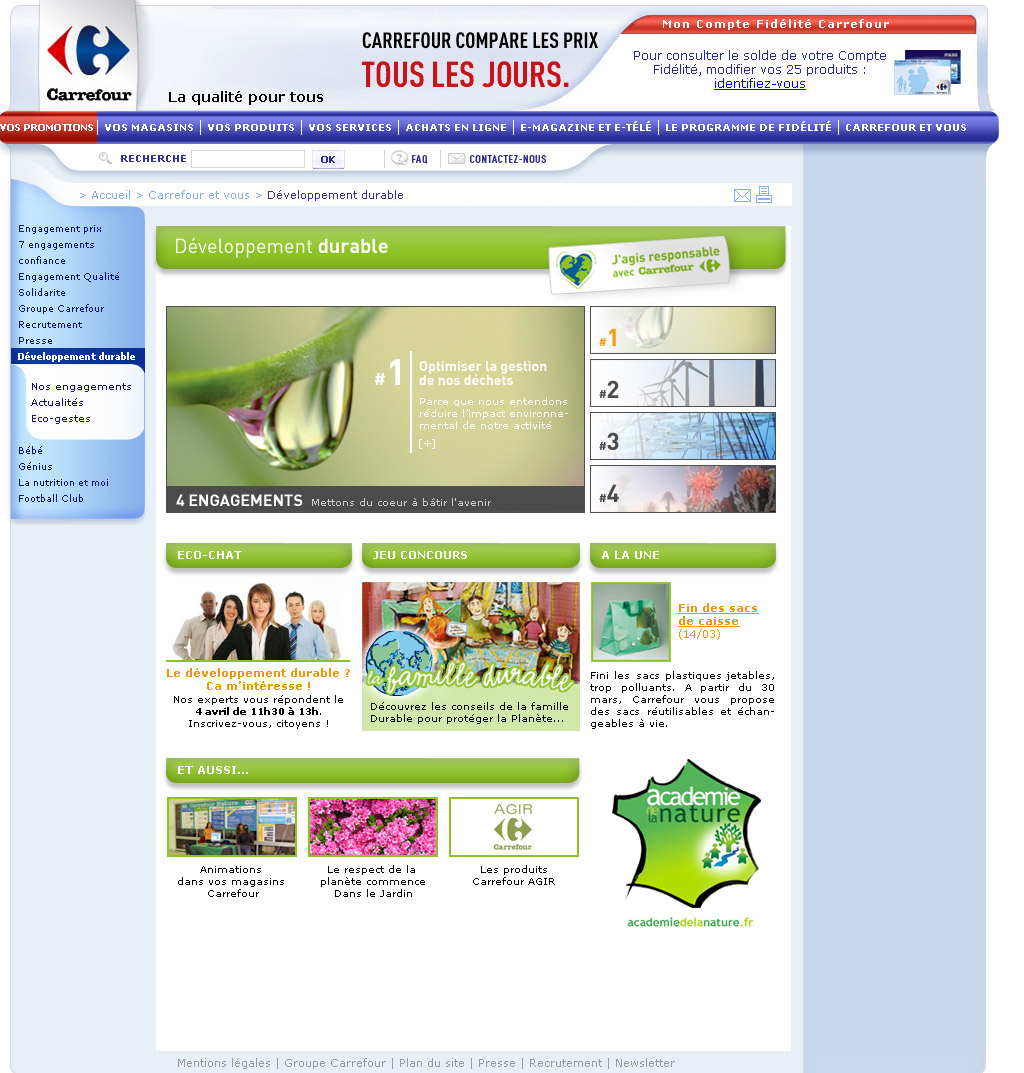 Carrefour
La qualité pour tous
CARREFOUR COMPARE LES PRIX
TOUS LES JOURS.
Mon Compte Fidélité Carrefour
Pour consulter le solde de votre Compte
Fidélité, modifier vos 25 produits :
identifiez-vous
VOS PROMOTIONS | VOS MAGASINS | VOS PRODUITS | VOS SERVICES | ACHATS EN LIGNE | E-MAGAZINE ET E-TÉLÉ | LE PROGRAMME DE FIDÉLITÉ | CARREFOUR ET VOUS
RECHERCHE OK ? FAQ CONTACTEZ-NOUS
> Accueil > Carrefour et vous > Développement durable
Engagement prix
7 engagements
confiance
Engagement Qualité
Solidarite
Groupe Carrefour
Recrutement
Presse
Développement durable
Nos engagements
Actualités
Eco-gestes
Bébé
Génius
La nutrition et moi
Football Club
Développement durable
J'agis responsable
avec Carrefour
#1
Optimiser la gestion
de nos déchets
Parce que nous entendons
réduire l'impact environne-
mental de notre activité
[+]
4 ENGAGEMENTS Mettons du coeur à bâtir l'avenir
#1
#2
#3
#4
ECO-CHAT
Le développement durable ?
Ca m'intéresse !
Nos experts vous répondent le
4 avril de 11h30 à 13h.
Inscrivez-vous, citoyens !
JEU CONCOURS
la famille durable
Découvrez les conseils de la famille
Durable pour protéger la Planète...
A LA UNE
Fin des sacs
de caisse
(14/03)
Fini les sacs plastiques jetables,
trop polluants. A partir du 30
mars, Carrefour vous propose
des sacs réutilisables et échan-
geables à vie.
ET AUSSI...
Animations
dans vos magasins
Carrefour
Le respect de la
planète commence
Dans le Jardin
AGIR
Carrefour
Les produits
Carrefour AGIR
academie
de la nature
academiedelanature.fr
Mentions légales | Groupe Carrefour | Plan du site | Presse | Recrutement | Newsletter